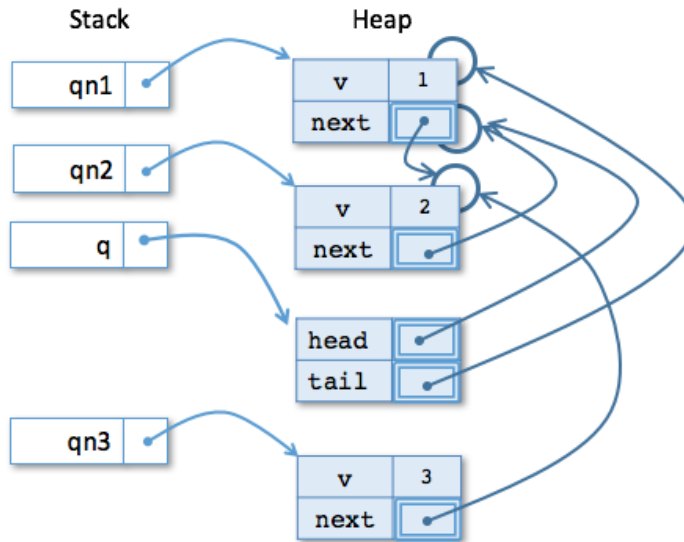 Stack Heap
qn1
v 1
next
qn2
v 2
next
q
head
tail
qn3
v 3
next